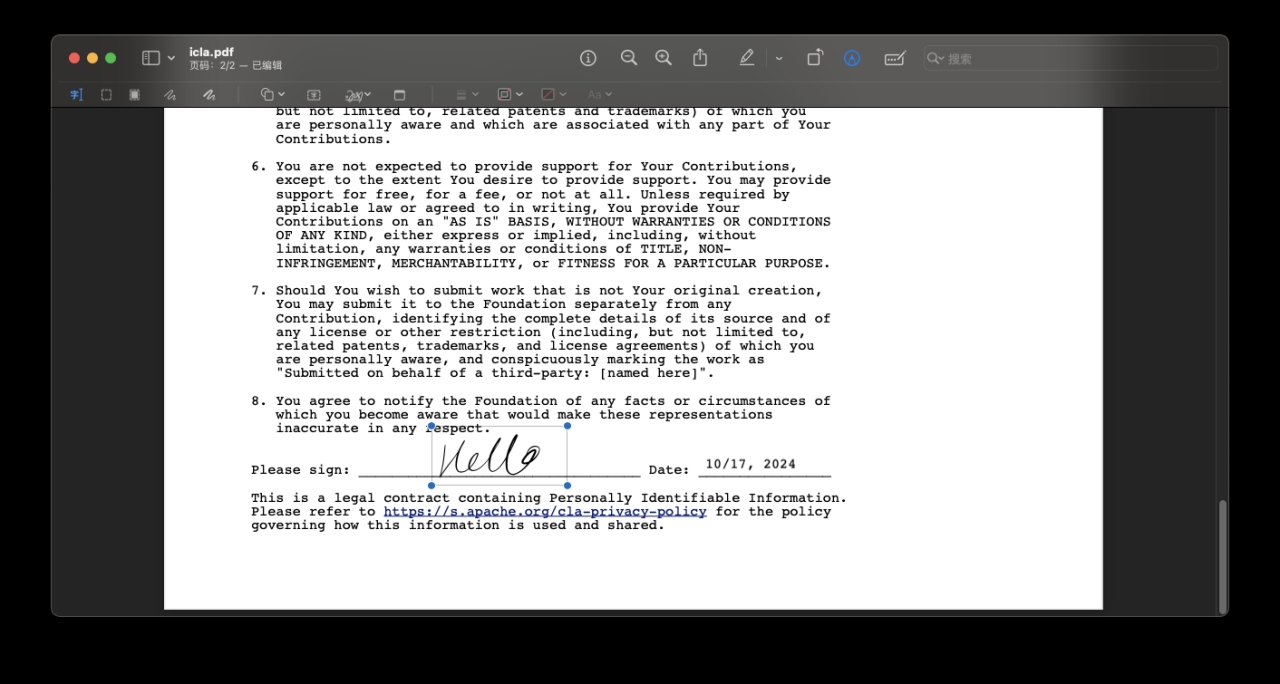 icla.pdf
页码: 2/2 — 已编辑
搜索
but not limited to, related patents and trademarks) of which you
are personally aware and which are associated with any part of Your
Contributions.
6. You are not expected to provide support for Your Contributions,
except to the extent You desire to provide support. You may provide
support for free, for a fee, or not at all. Unless required by
applicable law or agreed to in writing, You provide Your
Contributions on an "AS IS" BASIS, WITHOUT WARRANTIES OR CONDITIONS
OF ANY KIND, either express or implied, including, without
limitation, any warranties or conditions of TITLE, NON-
INFRINGEMENT, MERCHANTABILITY, or FITNESS FOR A PARTICULAR PURPOSE.
7. Should You wish to submit work that is not Your original creation,
You may submit it to the Foundation separately from any
Contribution, identifying the complete details of its source and of
any license or other restriction (including, but not limited to,
related patents, trademarks, and license agreements) of which you
are personally aware, and conspicuously marking the work as
"Submitted on behalf of a third-party: [named here]".
8. You agree to notify the Foundation of any facts or circumstances of
which you become aware that would make these representations
inaccurate in any respect.
Please sign: Hello Date: 10/17, 2024
This is a legal contract containing Personally Identifiable Information.
Please refer to https://s.apache.org/cla-privacy-policy for the policy
governing how this information is used and shared.